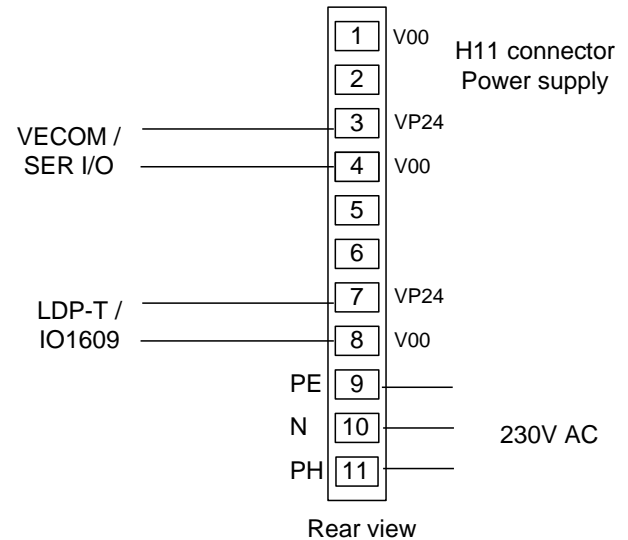 1 V00
H11 connector
Power supply
2
VECOM /
SER I/O
3 VP24
4 V00
5
6
LDP-T /
IO1609
7 VP24
8 V00
PE 9
N 10
PH 11
230V AC
Rear view